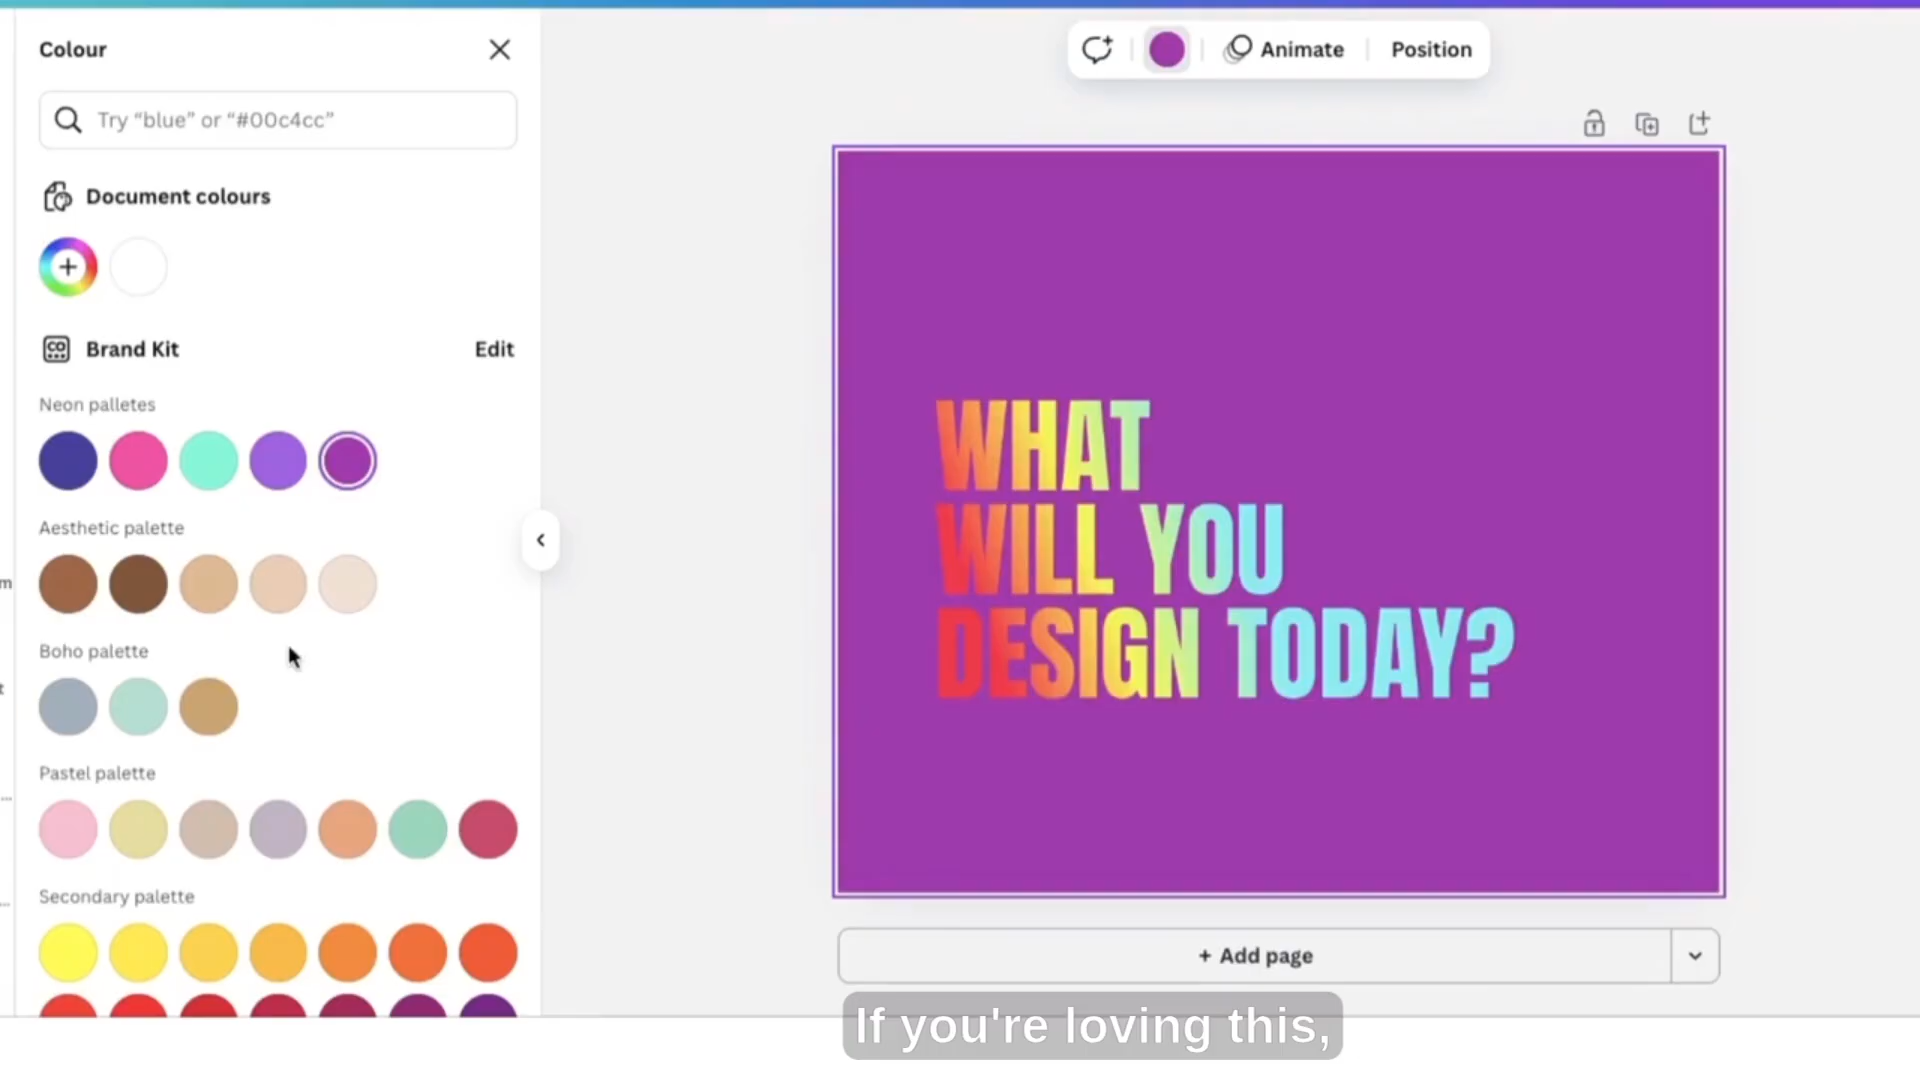 Colour
Try “blue” or “#00c4cc”
Document colours
Brand Kit
Edit
Neon palletes
Aesthetic palette
Boho palette
Pastel palette
Secondary palette
Animate
Position
WHAT
WILL YOU
DESIGN TODAY?
+ Add page
If you're loving this,